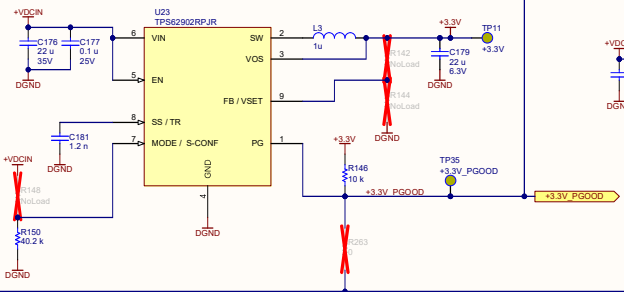 +VDCIN
C176
22 u
35V
C177
0.1 u
25V
DGND
U23
TPS62902RPJR
6
VIN
5
EN
8
SS / TR
7
MODE / S-CONF
SW
2
VOS
3
FB / VSET
9
PG
1
GND
4
DGND
L3
1u
R142
NoLoad
R144
NoLoad
DGND
+3.3V
C179
22 u
6.3V
DGND
TP11
+3.3V
C181
1.2 n
DGND
+VDCIN
R148
NoLoad
R150
40.2 k
DGND
+3.3V
R146
10 k
+3.3V_PGOOD
TP35
+3.3V_PGOOD
+3.3V_PGOOD
R263
+VDC
DGN